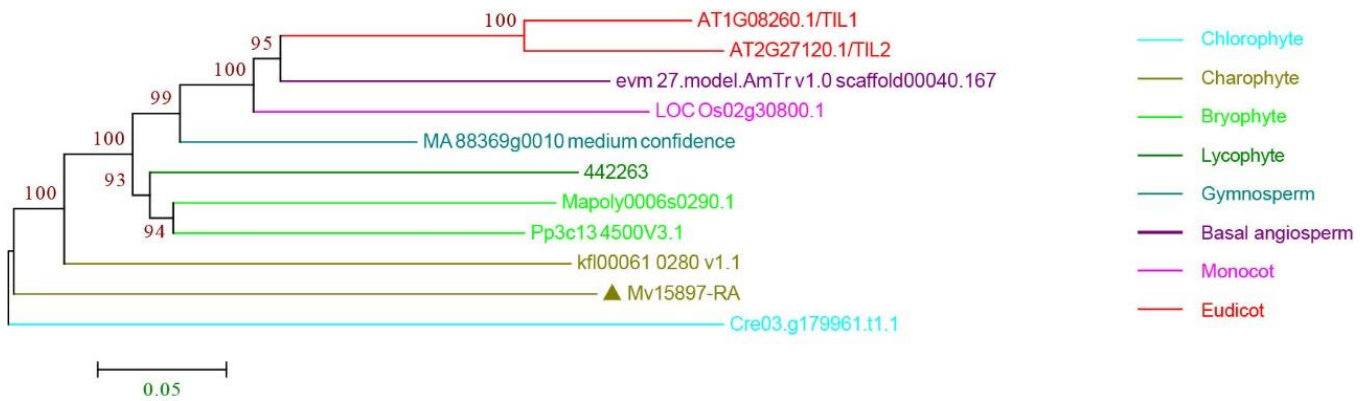 100
AT1G08260.1/TIL1
95
AT2G27120.1/TIL2
Chlorophyte
100
evm 27.model.AmTr v1.0 scaffold00040.167
Charophyte
99
LOC Os02g30800.1
Bryophyte
100
MA 88369g0010 medium confidence
Lycophyte
93
442263
Gymnosperm
100
Mapoly0006s0290.1
94
Pp3c13 4500V3.1
Basal angiosperm
kfl00061 0280 v1.1
Monocot
Mv15897-RA
Eudicot
Cre03.g179961.t1.1
0.05